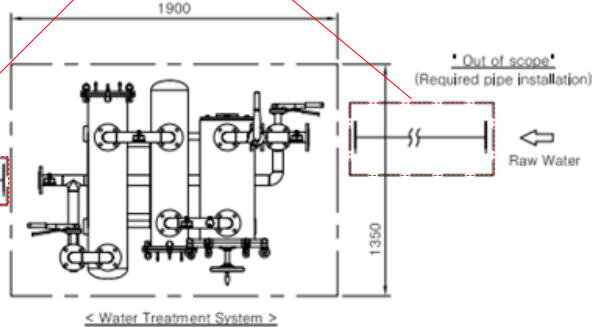 1900
" Out of scope"
(Required pipe installation)
Raw Water
1350
< Water Treatment System >